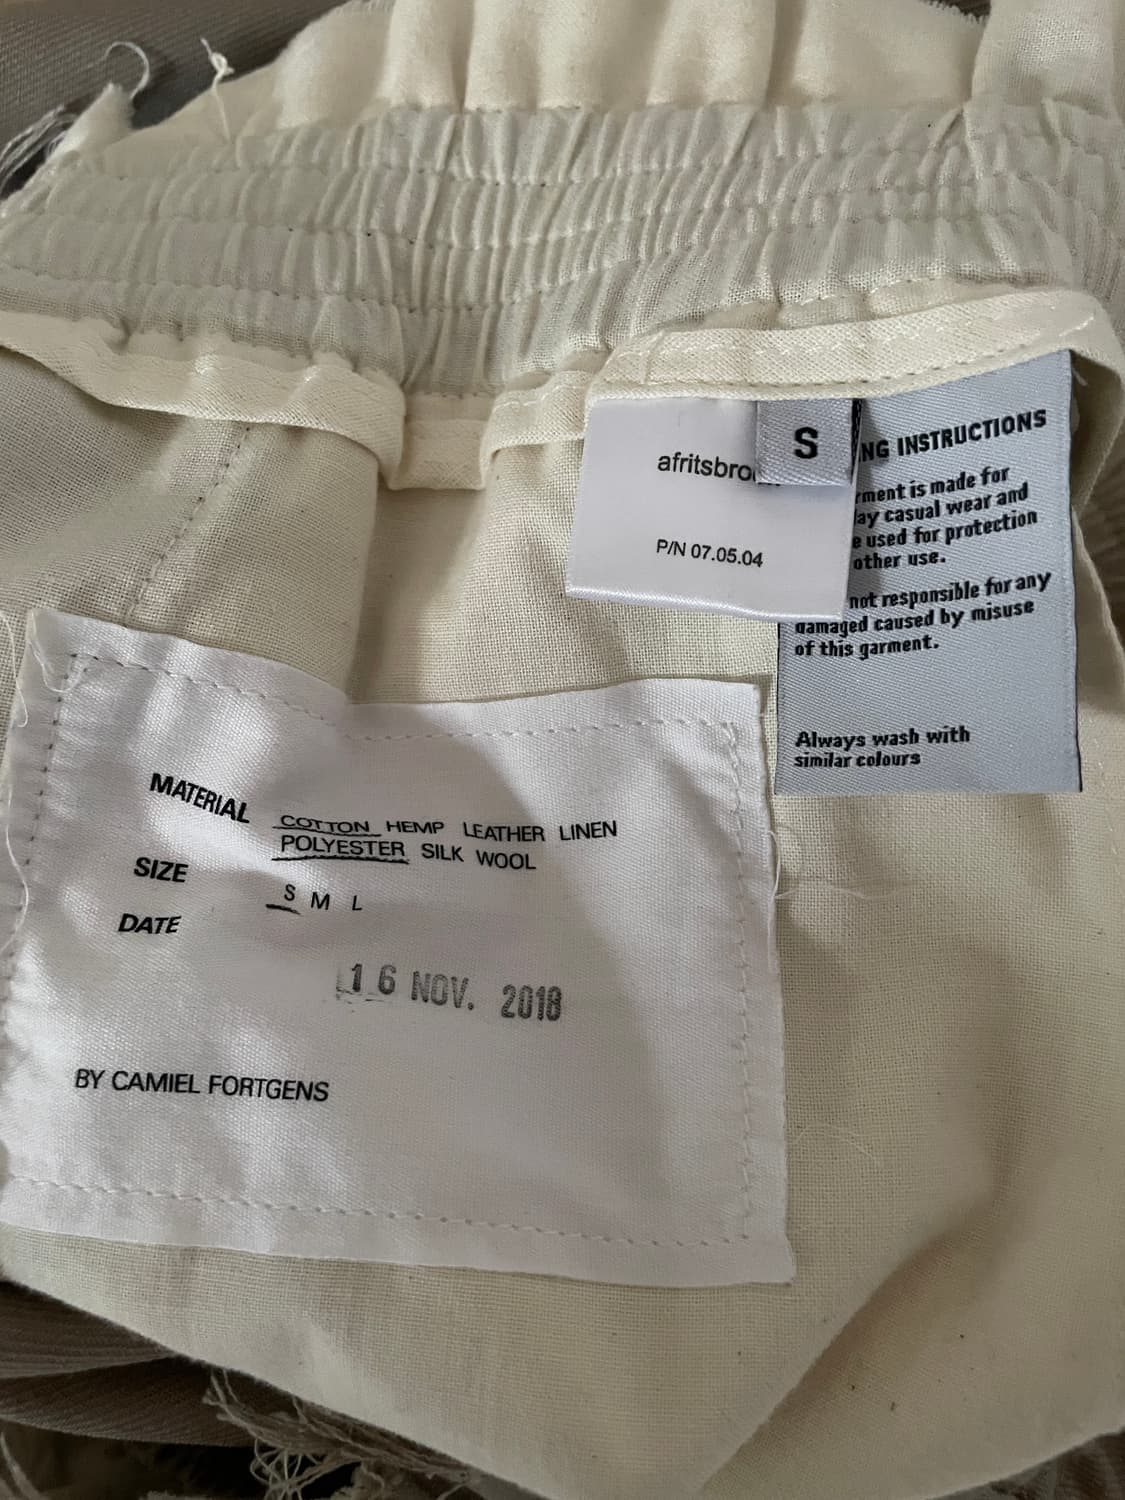 afritsbro
S
P/N 07.05.04
NG INSTRUCTIONS
rment is made for
ay casual wear and
e used for protection
other use.
not responsible for any
damaged caused by misuse
of this garment.
Always wash with
similar colours
MATERIAL COTTON HEMP LEATHER LINEN
POLYESTER SILK WOOL
SIZE S M L
DATE
16 NOV. 2018
BY CAMIEL FORTGENS